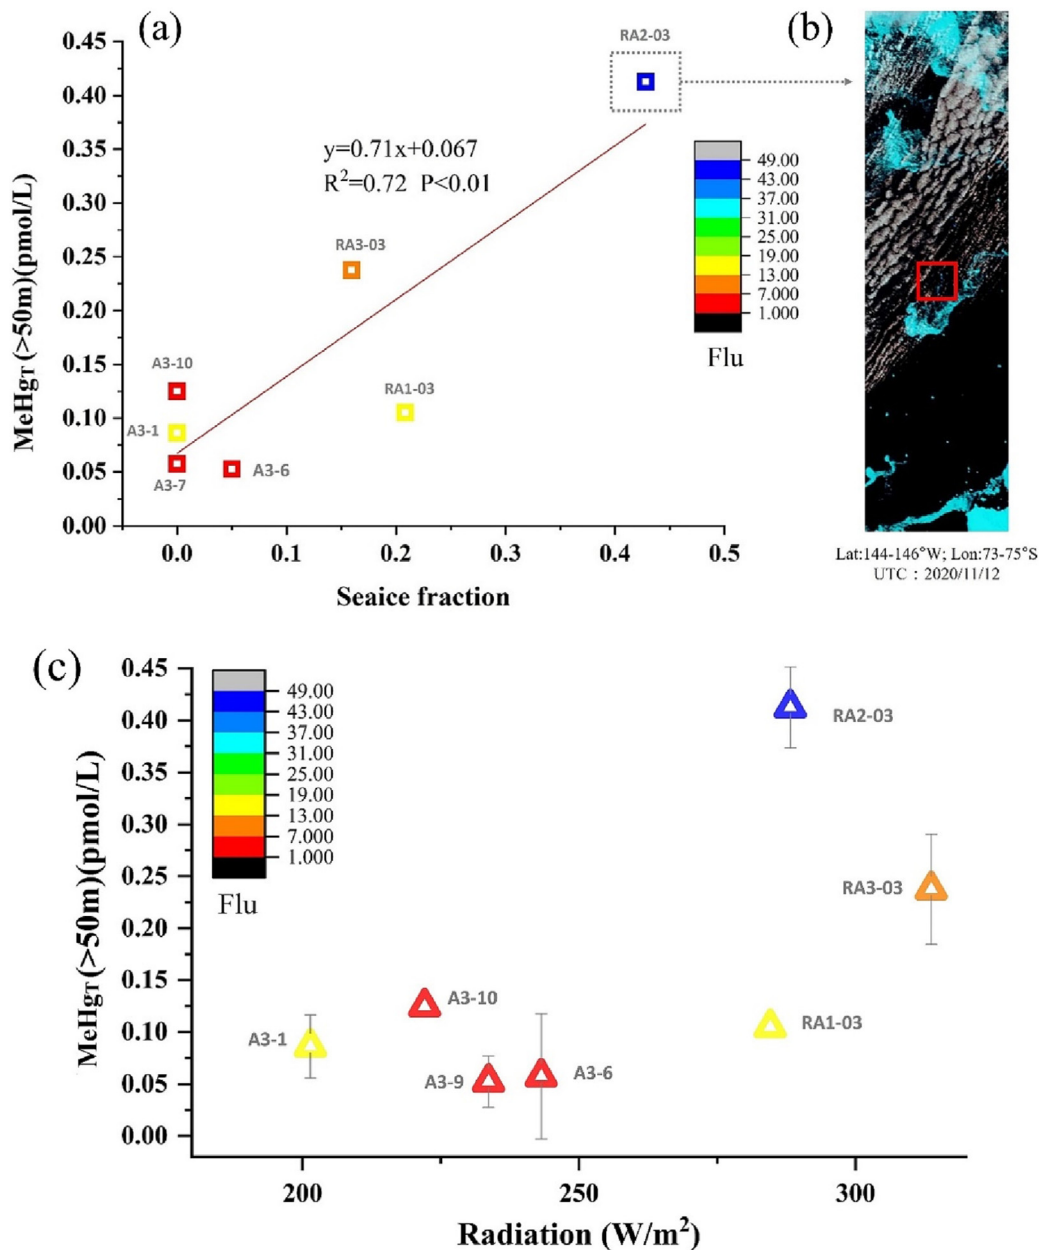 (a)
0.45
0.40
0.35
0.30
0.25
0.20
0.15
0.10
0.05
0.00
MeHgT (>50m)(pmol/L)
RA2-03
y=0.71x+0.067
R²=0.72 P<0.01
RA3-03
A3-10
RA1-03
A3-1
A3-7
A3-6
49.00
43.00
37.00
31.00
25.00
19.00
13.00
7.000
1.000
Flu
0.0 0.1 0.2 0.3 0.4 0.5
Seaice fraction
(b)
Lat:144-146°W; Lon:73-75°S
UTC : 2020/11/12
(c)
0.45
0.40
0.35
0.30
0.25
0.20
0.15
0.10
0.05
0.00
MeHgT (>50m)(pmol/L)
49.00
43.00
37.00
31.00
25.00
19.00
13.00
7.000
1.000
Flu
RA2-03
RA3-03
A3-10
RA1-03
A3-1
A3-9
A3-6
200 250 300
Radiation (W/m²)